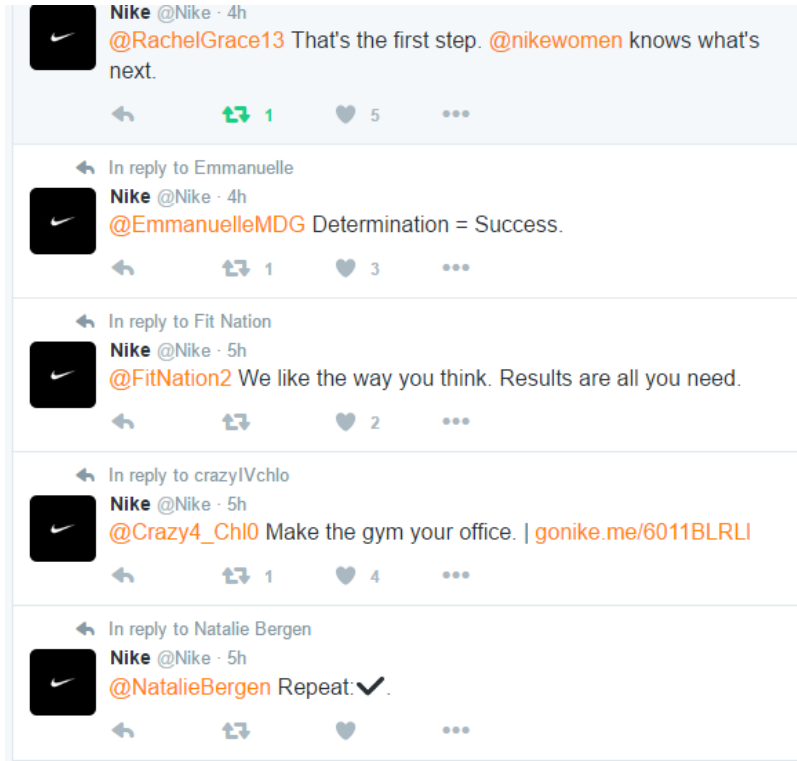 Nike @Nike · 4h
@RachelGrace13 That's the first step. @nikewomen knows what's
next.
1 5
In reply to Emmanuelle
Nike @Nike · 4h
@EmmanuelleMDG Determination = Success.
1 3
In reply to Fit Nation
Nike @Nike · 5h
@FitNation2 We like the way you think. Results are all you need.
2
In reply to crazyIVchlo
Nike @Nike · 5h
@Crazy4_Chl0 Make the gym your office. | gonike.me/6011BLRLI
1 4
In reply to Natalie Bergen
Nike @Nike · 5h
@NatalieBergen Repeat:✔.